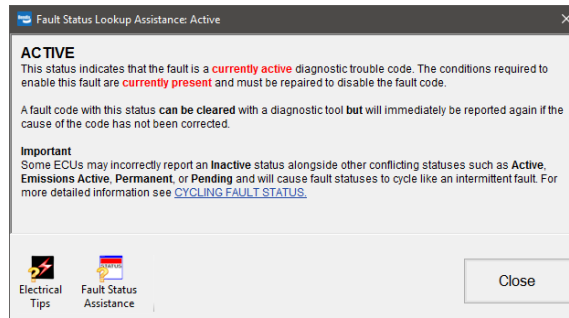 Fault Status Lookup Assistance: Active
ACTIVE
This status indicates that the fault is a currently active diagnostic trouble code. The conditions required to
enable this fault are currently present and must be repaired to disable the fault code.
A fault code with this status can be cleared with a diagnostic tool but will immediately be reported again if the
cause of the code has not been corrected.
Important
Some ECUs may incorrectly report an Inactive status alongside other conflicting statuses such as Active,
Emissions Active, Permanent, or Pending and will cause fault statuses to cycle like an intermittent fault. For
more detailed information see CYCLING FAULT STATUS.
STATUS
Electrical
Tips
Fault Status
Assistance
Close